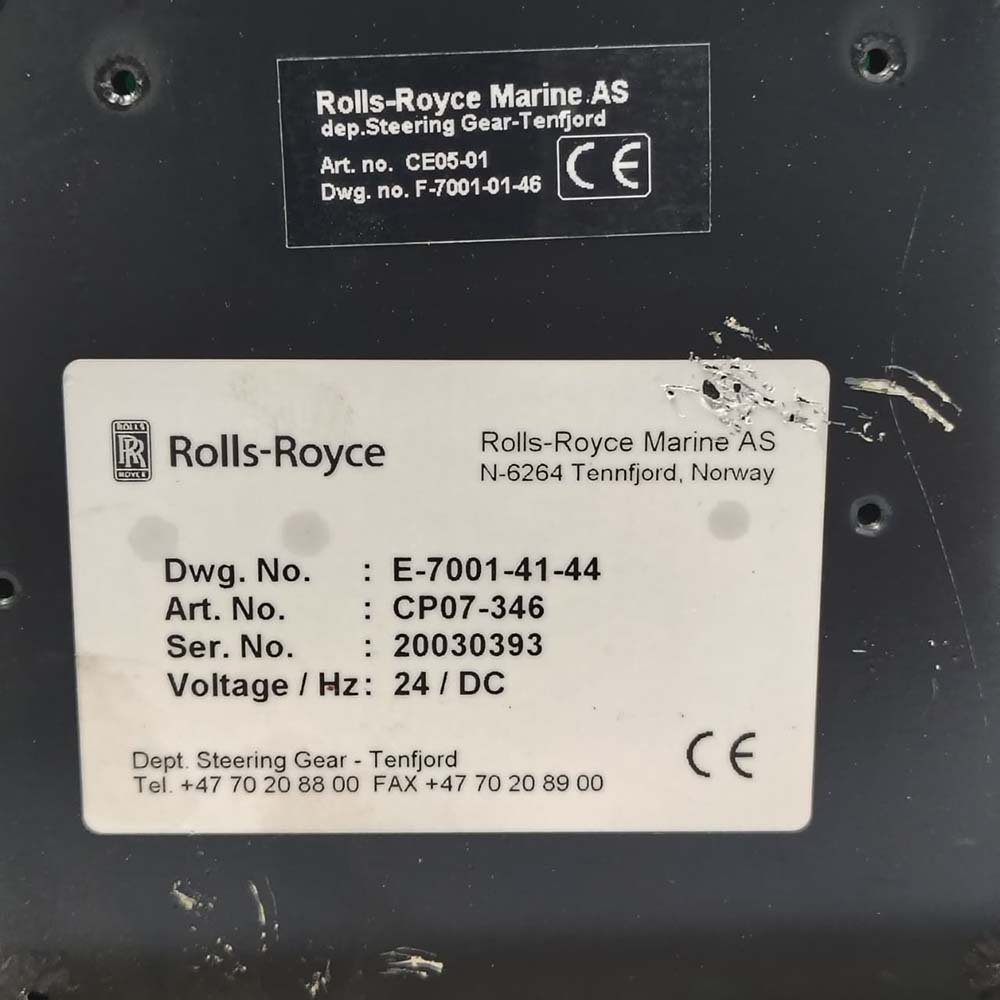 Rolls-Royce Marine AS
dep.Steering Gear-Tenfjord
Art. no. CE05-01
Dwg. no. F-7001-01-46
CE
ROLLS
RR
ROYCE
Rolls-Royce
Rolls-Royce Marine AS
N-6264 Tennfjord, Norway
Dwg. No. : E-7001-41-44
Art. No. : CP07-346
Ser. No. : 20030393
Voltage / Hz : 24 / DC
Dept. Steering Gear - Tenfjord
Tel. +47 70 20 88 00 FAX +47 70 20 89 00
CE